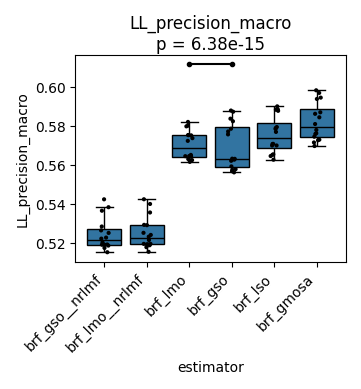 LL_precision_macro
p = 6.38e-15
LL_precision_macro
0.60
0.58
0.56
0.54
0.52
brf_gso__nrlmf
brf_lmo__nrlmf
brf_lmo
brf_gso
brf_lso
brf_gmosa
estimator